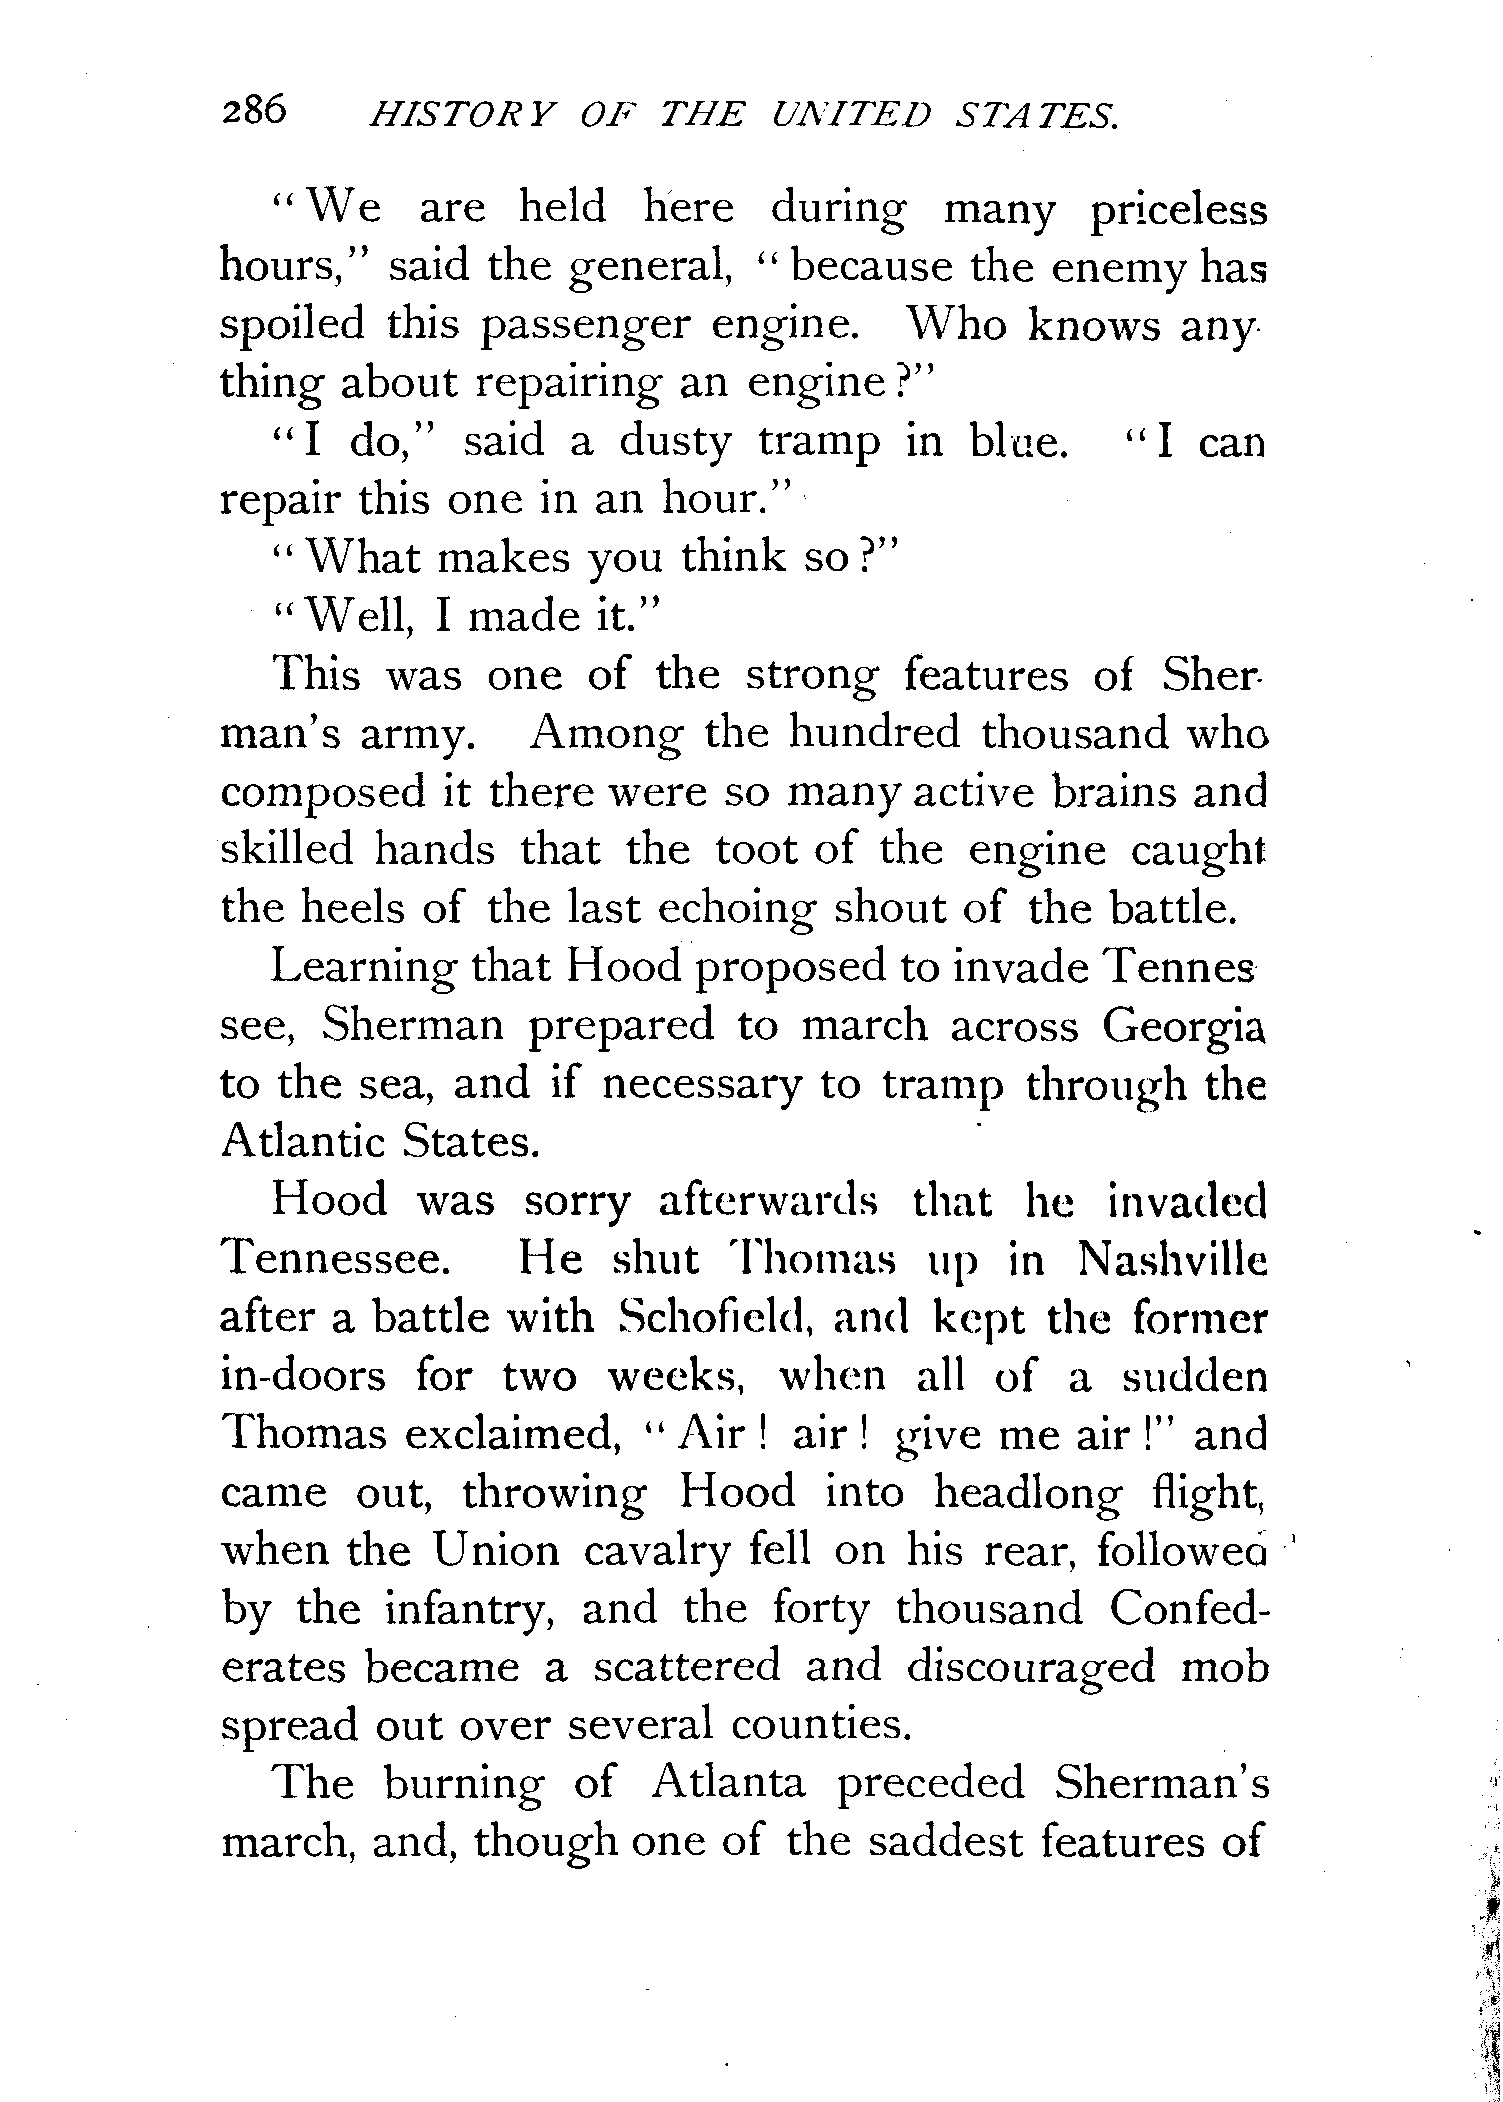 286 HISTORY OF THE UNITED STATES.
"We are held here during many priceless
hours," said the general, "because the enemy has
spoiled this passenger engine. Who knows any-
thing about repairing an engine?"
"I do," said a dusty tramp in blue. "I can
repair this one in an hour."
"What makes you think so?"
"Well, I made it."
This was one of the strong features of Sher-
man's army. Among the hundred thousand who
composed it there were so many active brains and
skilled hands that the toot of the engine caught
the heels of the last echoing shout of the battle.
Learning that Hood proposed to invade Tennes-
see, Sherman prepared to march across Georgia
to the sea, and if necessary to tramp through the
Atlantic States.
Hood was sorry afterwards that he invaded
Tennessee. He shut Thomas up in Nashville
after a battle with Schofield, and kept the former
in-doors for two weeks, when all of a sudden
Thomas exclaimed, "Air! air! give me air!" and
came out, throwing Hood into headlong flight,
when the Union cavalry fell on his rear, followed
by the infantry, and the forty thousand Confed-
erates became a scattered and discouraged mob
spread out over several counties.
The burning of Atlanta preceded Sherman's
march, and, though one of the saddest features of